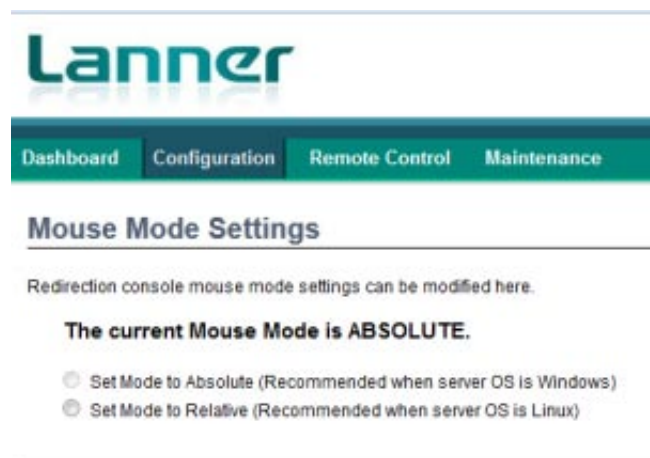 Lanner
Dashboard Configuration Remote Control Maintenance
Mouse Mode Settings
Redirection console mouse mode settings can be modified here.
The current Mouse Mode is ABSOLUTE.
Set Mode to Absolute (Recommended when server OS is Windows)
Set Mode to Relative (Recommended when server OS is Linux)